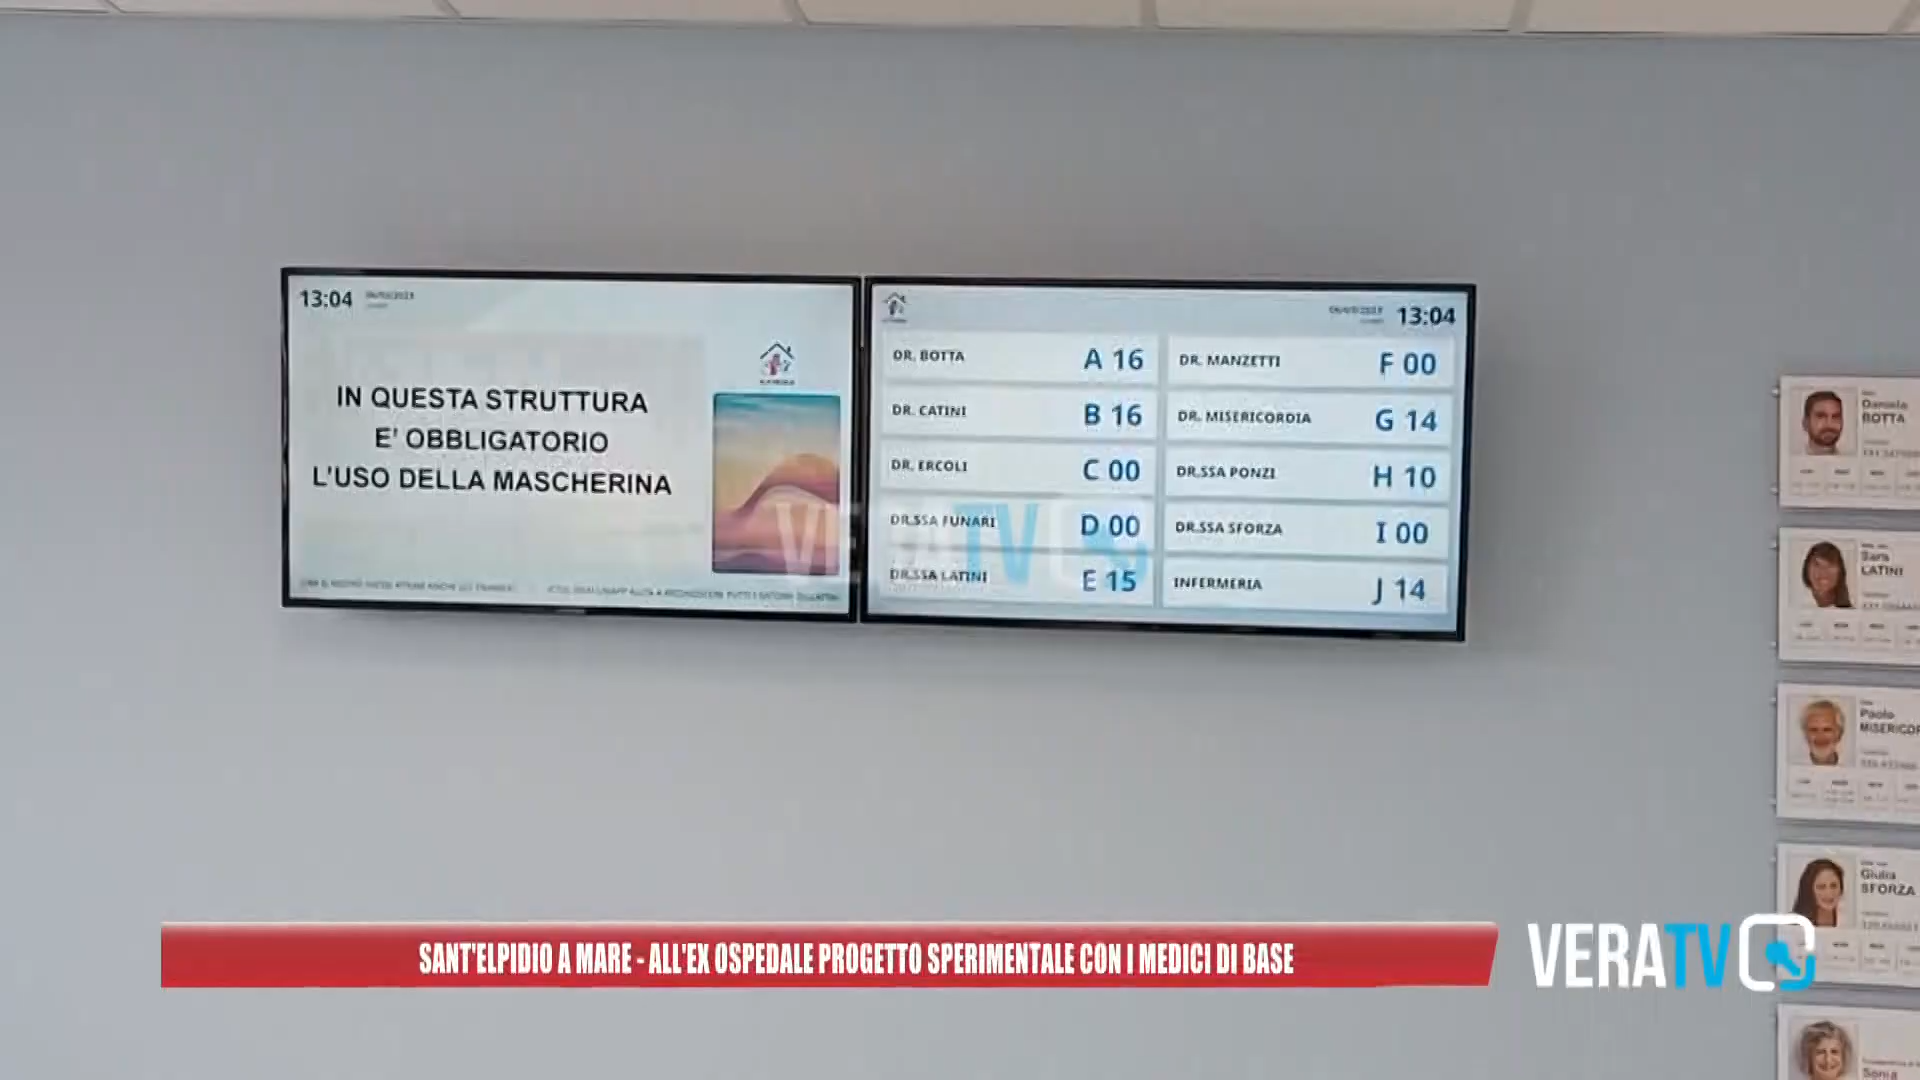 13:04
IN QUESTA STRUTTURA
E' OBBLIGATORIO
L'USO DELLA MASCHERINA
13:04
DR. BOTTA A 16
DR. CATINI B 16
DR. ERCOLI C 00
DR.SSA FUNARI D 00
DR.SSA LATINI E 15
DR. MANZETTI F 00
DR. MISERICORDIA G 14
DR.SSA PONZI H 10
DR.SSA SFORZA I 00
INFERMERIA J 14
VERATV
Daniele
BOTTA
Sara
LATINI
Paolo
MISERICOR
Giulia
SFORZA
Sonia
SANT'ELPIDIO A MARE - ALL'EX OSPEDALE PROGETTO SPERIMENTALE CON I MEDICI DI BASE
VERATV